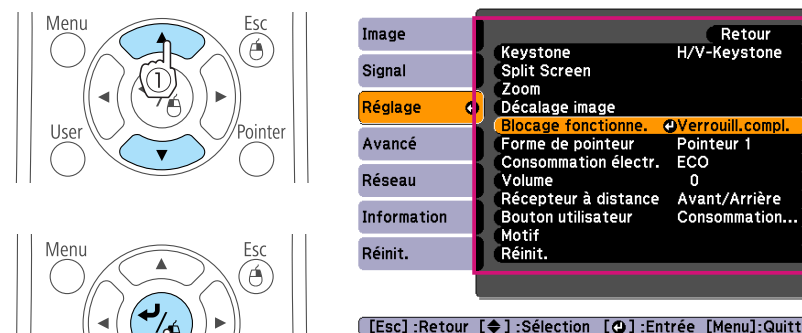 Menu
Esc
1
User
Pointer
Menu
Esc
Image
Signal
Réglage
Avancé
Réseau
Information
Réinit.
Retour
Keystone H/V-Keystone
Split Screen
Zoom
Décalage image
Blocage fonctionne. Verrouill.compl.
Forme de pointeur Pointeur 1
Consommation électr. ECO
Volume 0
Récepteur à distance Avant/Arrière
Bouton utilisateur Consommation...
Motif
Réinit.
[Esc] :Retour [◆] :Sélection [⏎] :Entrée [Menu]:Quitt